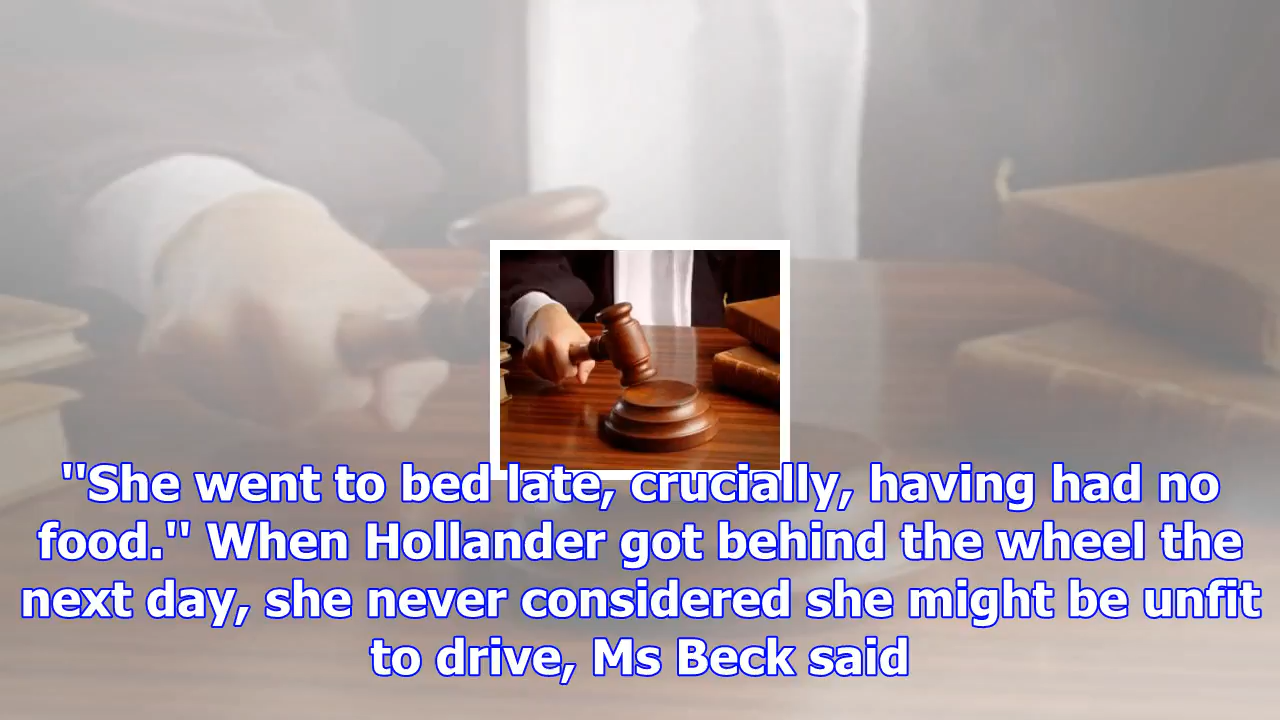 "She went to bed late, crucially, having had no
food." When Hollander got behind the wheel the
next day, she never considered she might be unfit
to drive, Ms Beck said